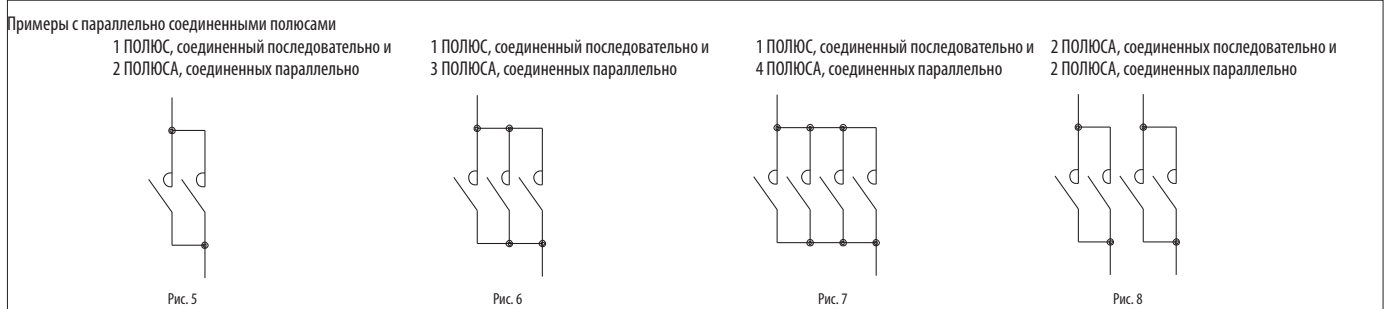 Примеры с параллельно соединенными полюсами
1 ПОЛЮС, соединенный последовательно и
2 ПОЛЮСА, соединенных параллельно
1 ПОЛЮС, соединенный последовательно и
3 ПОЛЮСА, соединенных параллельно
1 ПОЛЮС, соединенный последовательно и
4 ПОЛЮСА, соединенных параллельно
2 ПОЛЮСА, соединенных последовательно и
2 ПОЛЮСА, соединенных параллельно
Рис. 5
Рис. 6
Рис. 7
Рис. 8